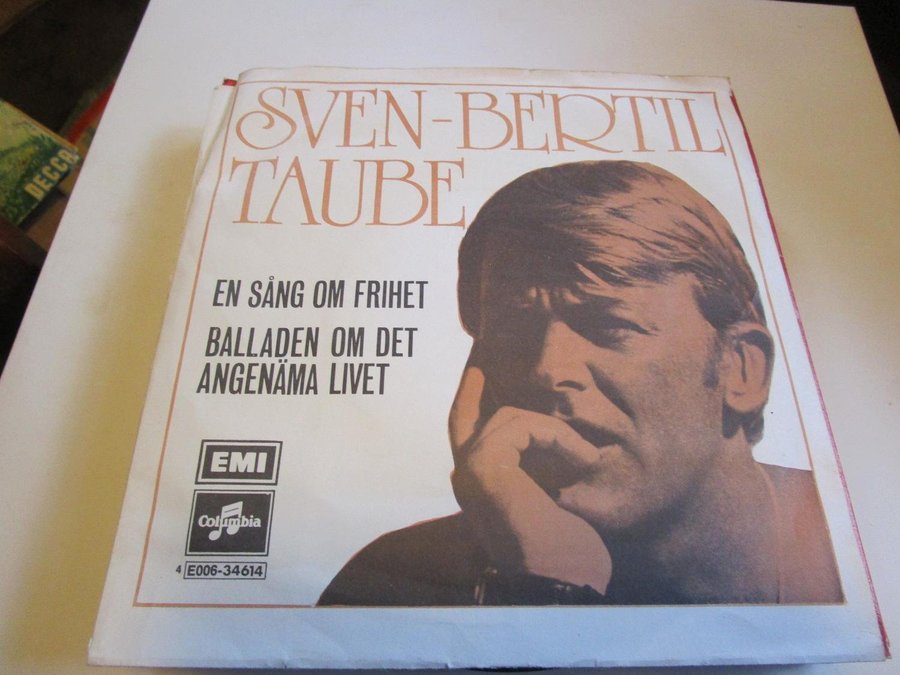 SVEN-BERTIL
TAUBE
EN SÅNG OM FRIHET
BALLADEN OM DET
ANGENÄMA LIVET
EMI
Columbia
4 E006-34614
DECCA